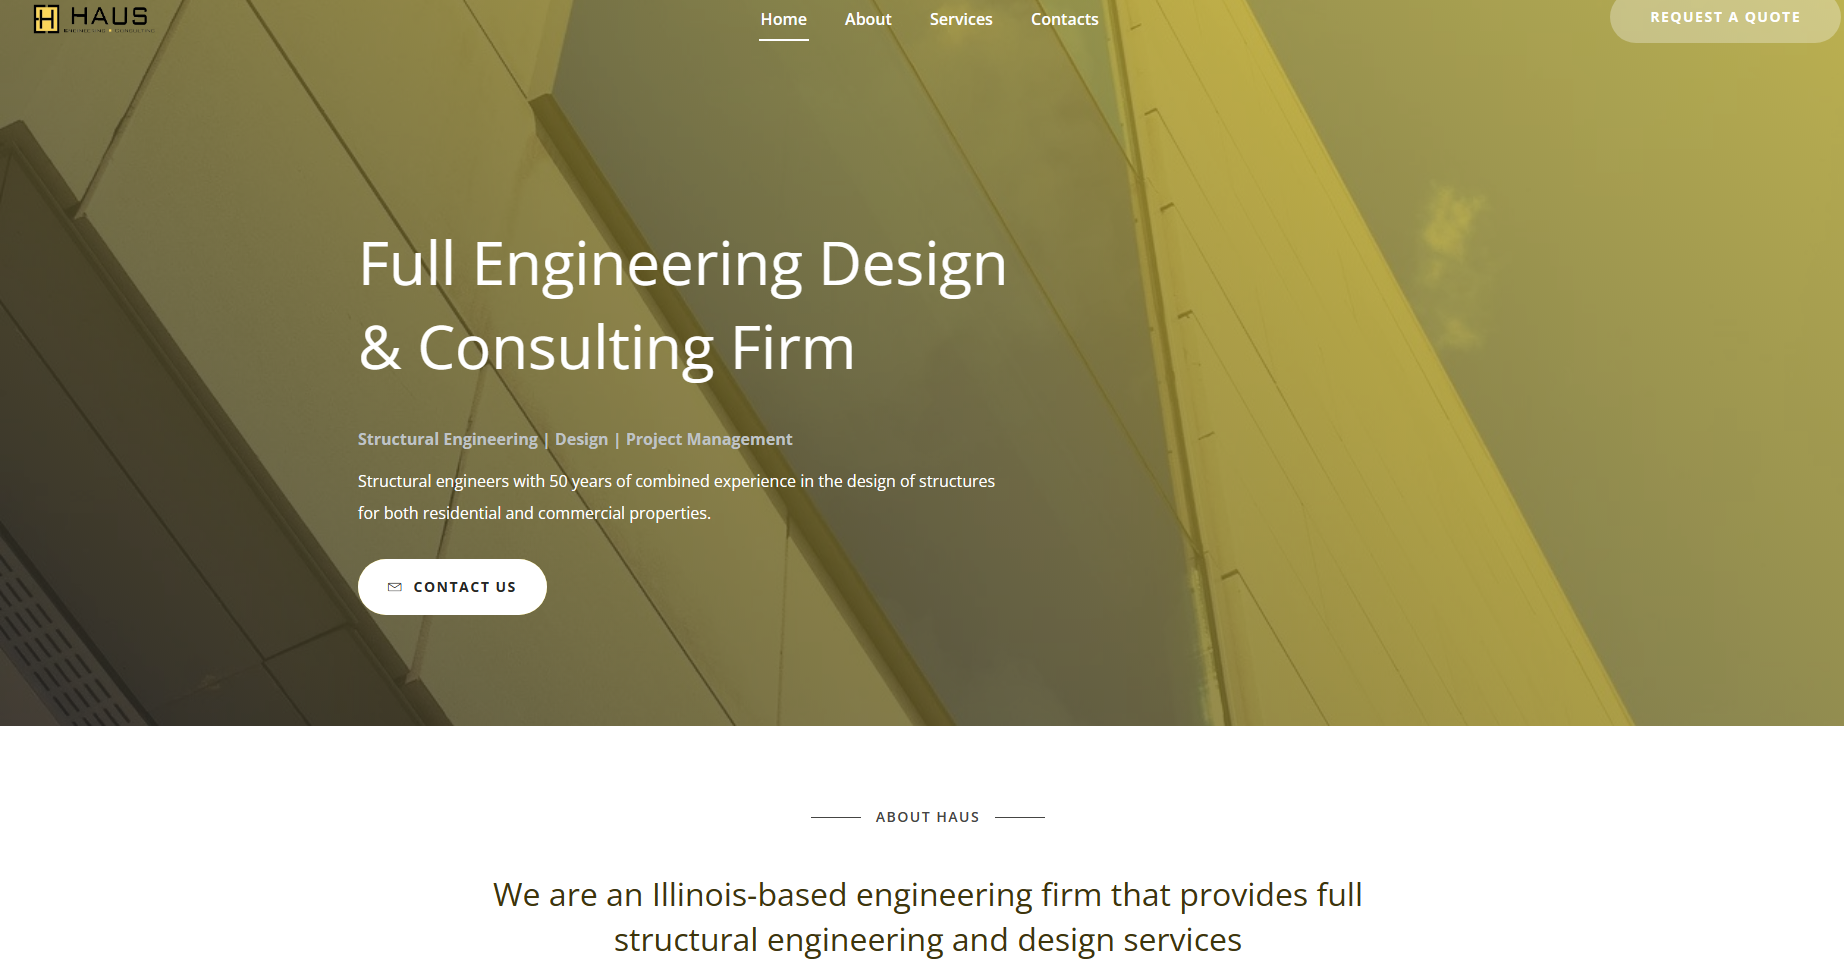 HAUS
ENGINEERING • CONSULTING
Home
About
Services
Contacts
REQUEST A QUOTE
Full Engineering Design
& Consulting Firm
Structural Engineering | Design | Project Management
Structural engineers with 50 years of combined experience in the design of structures
for both residential and commercial properties.
CONTACT US
ABOUT HAUS
We are an Illinois-based engineering firm that provides full
structural engineering and design services